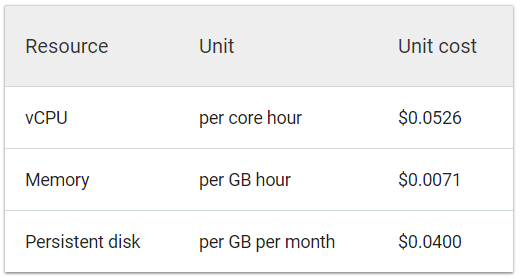 Resource Unit Unit cost
vCPU per core hour $0.0526
Memory per GB hour $0.0071
Persistent disk per GB per month $0.0400